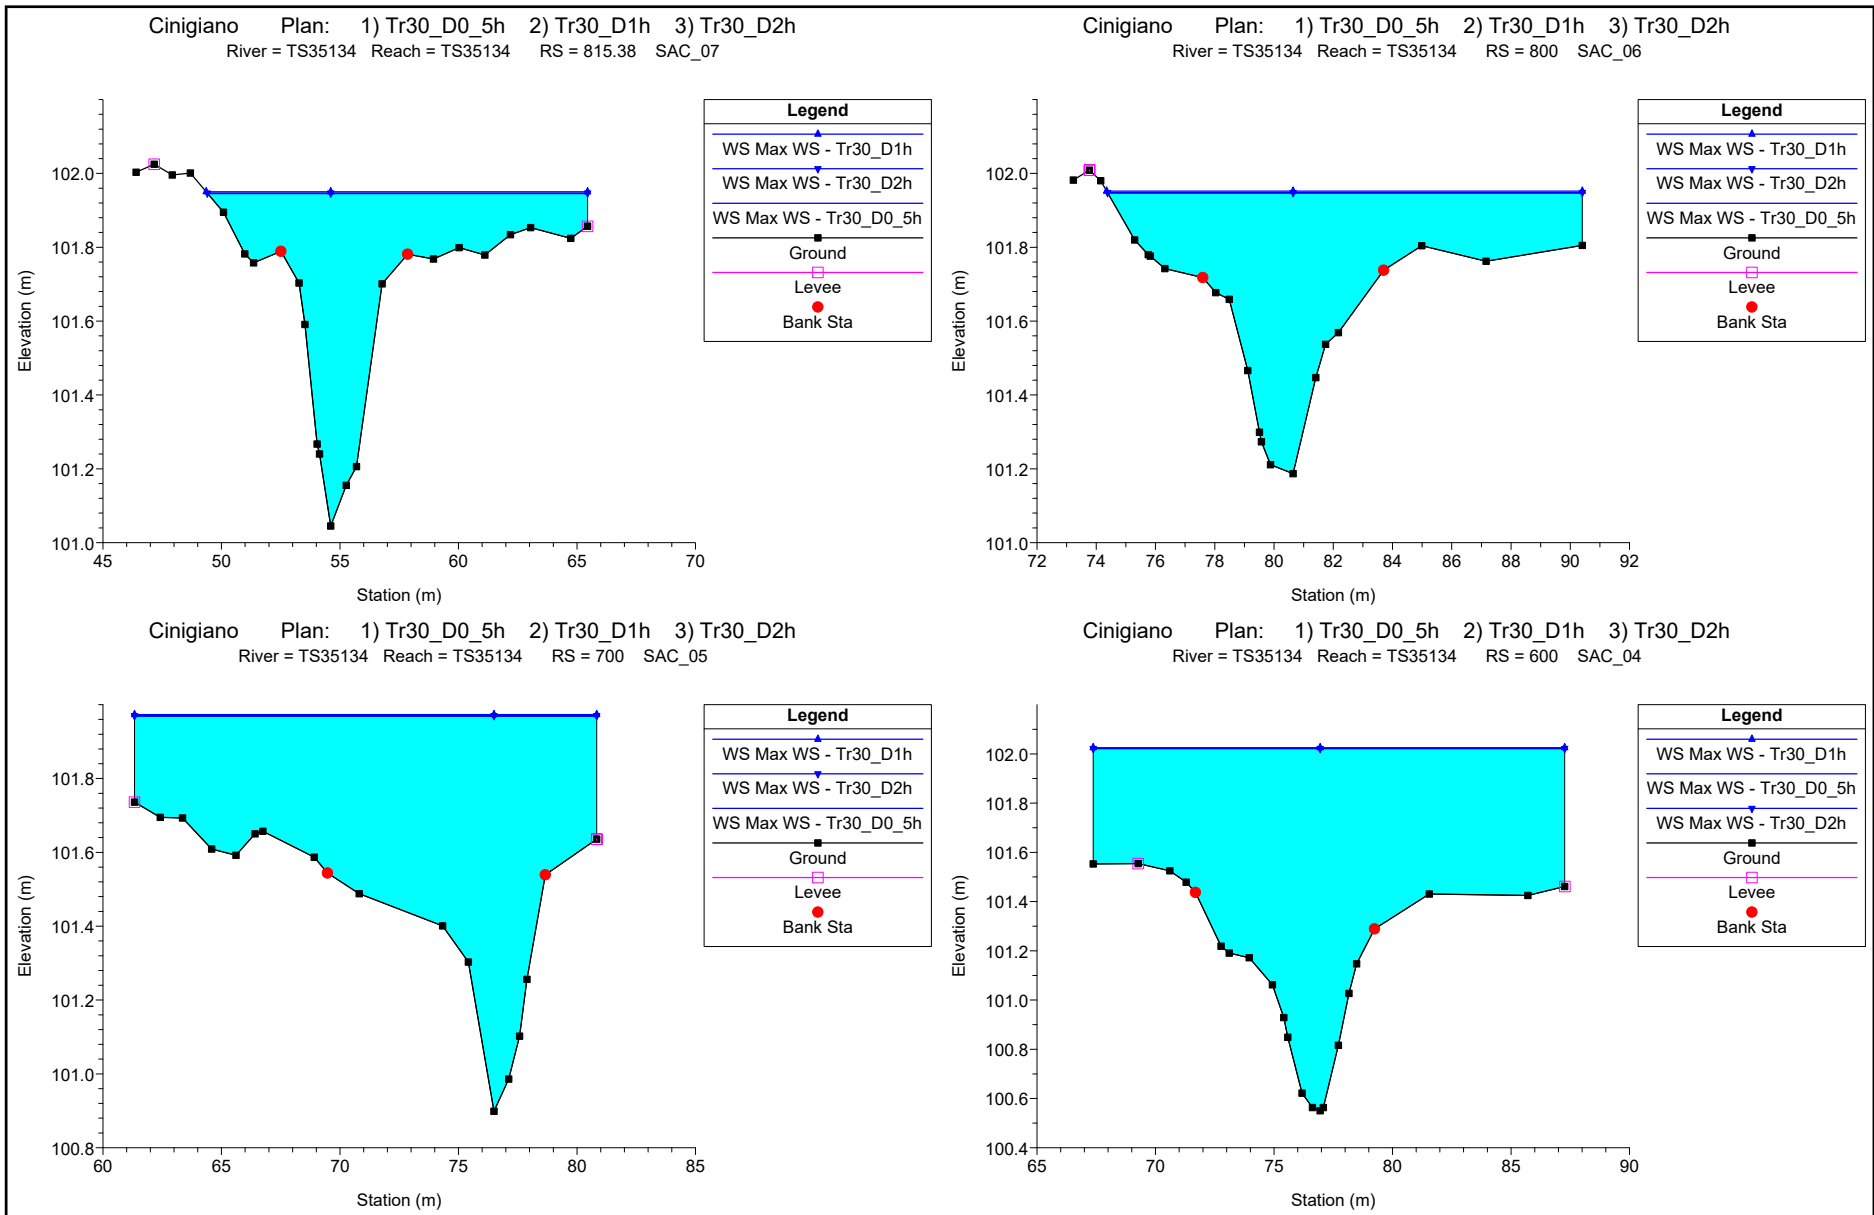 Cinigiano Plan: 1) Tr30_D0_5h 2) Tr30_D1h 3) Tr30_D2h
River = TS35134 Reach = TS35134 RS = 815.38 SAC_07
Elevation (m)
102.0
101.8
101.6
101.4
101.2
101.0
45 50 55 60 65 70
Station (m)
Legend
WS Max WS - Tr30_D1h
WS Max WS - Tr30_D2h
WS Max WS - Tr30_D0_5h
Ground
Levee
Bank Sta
Cinigiano Plan: 1) Tr30_D0_5h 2) Tr30_D1h 3) Tr30_D2h
River = TS35134 Reach = TS35134 RS = 800 SAC_06
Elevation (m)
102.0
101.8
101.6
101.4
101.2
101.0
72 74 76 78 80 82 84 86 88 90 92
Station (m)
Legend
WS Max WS - Tr30_D1h
WS Max WS - Tr30_D2h
WS Max WS - Tr30_D0_5h
Ground
Levee
Bank Sta
Cinigiano Plan: 1) Tr30_D0_5h 2) Tr30_D1h 3) Tr30_D2h
River = TS35134 Reach = TS35134 RS = 700 SAC_05
Elevation (m)
101.8
101.6
101.4
101.2
101.0
100.8
60 65 70 75 80 85
Station (m)
Legend
WS Max WS - Tr30_D1h
WS Max WS - Tr30_D2h
WS Max WS - Tr30_D0_5h
Ground
Levee
Bank Sta
Cinigiano Plan: 1) Tr30_D0_5h 2) Tr30_D1h 3) Tr30_D2h
River = TS35134 Reach = TS35134 RS = 600 SAC_04
Elevation (m)
102.0
101.8
101.6
101.4
101.2
101.0
100.8
100.6
100.4
65 70 75 80 85 90
Station (m)
Legend
WS Max WS - Tr30_D1h
WS Max WS - Tr30_D0_5h
WS Max WS - Tr30_D2h
Ground
Levee
Bank Sta